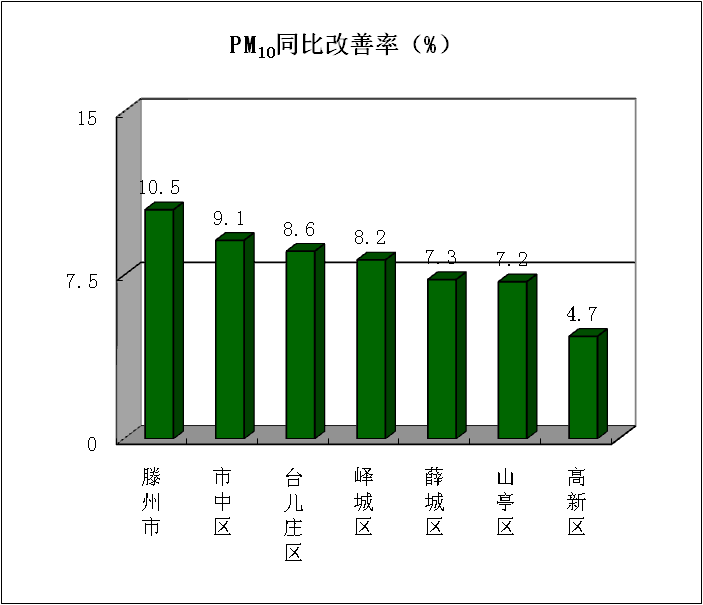 PM10同比改善率（%）
15
7.5
0
10.5
9.1
8.6
8.2
7.3
7.2
4.7
滕州市
市中区
台儿庄区
峄城区
薛城区
山亭区
高新区